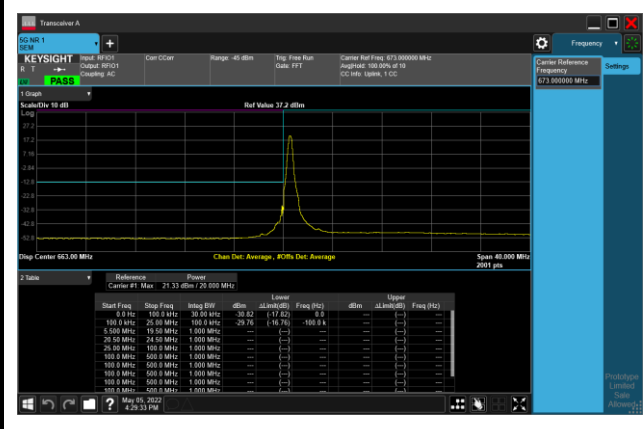 Transceiver A
5G NR 1
SEM
Frequency
KEYSIGHT
R T
PASS
Input: RFIO1
Output: RFIO1
Coupling: AC
Corr CCorr
Range: -45 dBm
Trig: Free Run
Gate: FFT
Carrier Ref Freq: 673.000000 MHz
Avg|Hold: 100.00% of 10
CC Info: Uplink, 1 CC
Carrier Reference
Frequency
673.000000 MHz
Settings
1 Graph
Scale/Div 10 dB
Ref Value 37.2 dBm
Log
27.2
17.2
7.16
-2.84
-12.8
-22.8
-32.8
-42.8
-52.8
Disp Center 663.00 MHz
Chan Det: Average , #Offs Det: Average
Span 40.000 MHz
2001 pts
2 Table
Reference Power
Carrier #1 Max 21.33 dBm / 20.000 MHz
Lower Upper
Start Freq Stop Freq Integ BW dBm ΔLimit(dB) Freq (Hz) dBm ΔLimit(dB) Freq (Hz)
0.0 Hz 100.0 kHz 30.00 kHz -30.82 (-17.82) 0.0 --- (---) ---
100.0 kHz 25.00 MHz 100.0 kHz -29.76 (-16.76) -100.0 k --- (---) ---
5.500 MHz 19.50 MHz 1.000 MHz --- (---) --- --- (---) ---
20.50 MHz 24.50 MHz 1.000 MHz --- (---) --- --- (---) ---
25.00 MHz 100.0 MHz 1.000 MHz --- (---) --- --- (---) ---
100.0 MHz 500.0 MHz 1.000 MHz --- (---) --- --- (---) ---
100.0 MHz 500.0 MHz 1.000 MHz --- (---) --- --- (---) ---
100.0 MHz 500.0 MHz 1.000 MHz --- (---) --- --- (---) ---
100.0 MHz 500.0 MHz 1.000 MHz --- (---) --- --- (---) ---
100.0 MHz 500.0 MHz 1.000 MHz --- (---) --- --- (---) ---
May 05, 2022
4:29:33 PM
Prototype
Limited
Sale
Allowed